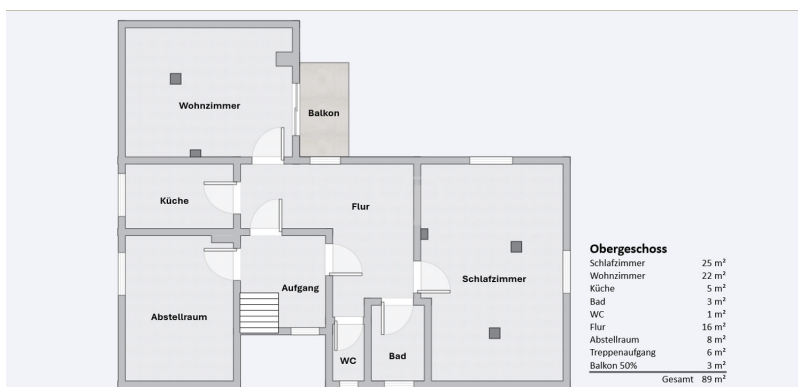 Wohnzimmer
Balkon
Küche
Flur
Aufgang
Schlafzimmer
Abstellraum
WC
Bad
Obergeschoss
Schlafzimmer 25 m²
Wohnzimmer 22 m²
Küche 5 m²
Bad 3 m²
WC 1 m²
Flur 16 m²
Abstellraum 8 m²
Treppenaufgang 6 m²
Balkon 50% 3 m²
Gesamt 89 m²